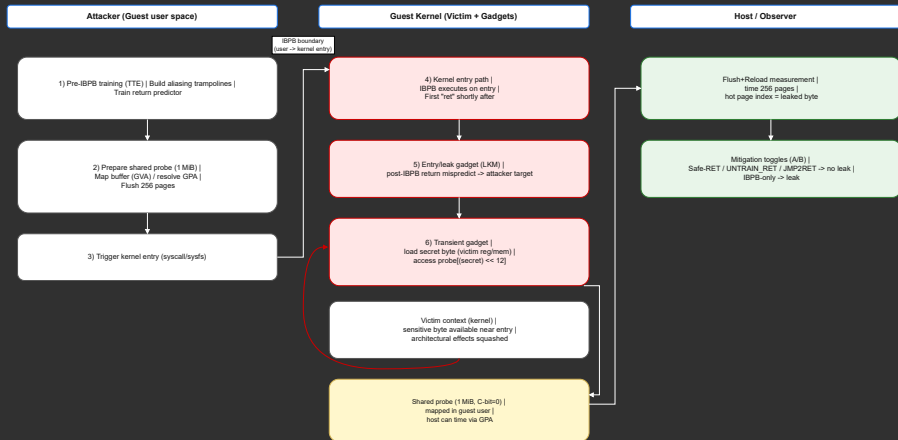 Attacker (Guest user space)
Guest Kernel (Victim + Gadgets)
Host / Observer
IBPB boundary
(user -> kernel entry)
1) Pre-IBPB training (TTE) | Build aliasing trampolines |
Train return predictor
2) Prepare shared probe (1 MiB) |
Map buffer (GVA) / resolve GPA |
Flush 256 pages
3) Trigger kernel entry (syscall/sysfs)
4) Kernel entry path |
IBPB executes on entry |
First "ret" shortly after
5) Entry/leak gadget (LKM) |
post-IBPB return mispredict -> attacker target
6) Transient gadget |
load secret byte (victim reg/mem) |
access probe[(secret) << 12]
Victim context (kernel) |
sensitive byte available near entry |
architectural effects squashed
Shared probe (1 MiB, C-bit=0) |
mapped in guest user |
host can time via GPA
Flush+Reload measurement |
time 256 pages |
hot page index = leaked byte
Mitigation toggles (A/B) |
Safe-RET / UNTRAIN_RET / JMP2RET -> no leak |
IBPB-only -> leak